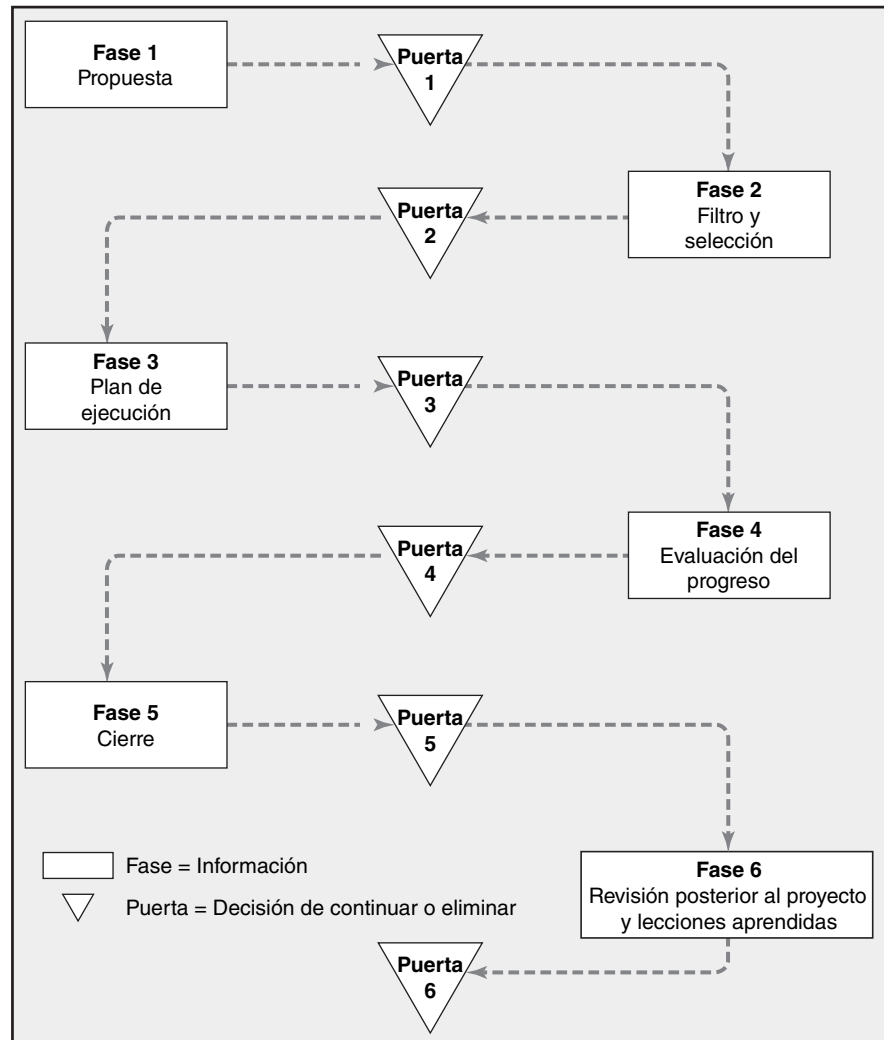 Fase 1
Propuesta
Puerta
1
Fase 2
Filtro y
selección
Puerta
2
Fase 3
Plan de
ejecución
Puerta
3
Fase 4
Evaluación del
progreso
Puerta
4
Fase 5
Cierre
Puerta
5
Fase 6
Revisión posterior al proyecto
y lecciones aprendidas
Fase = Información
Puerta = Decisión de continuar o eliminar
Puerta
6